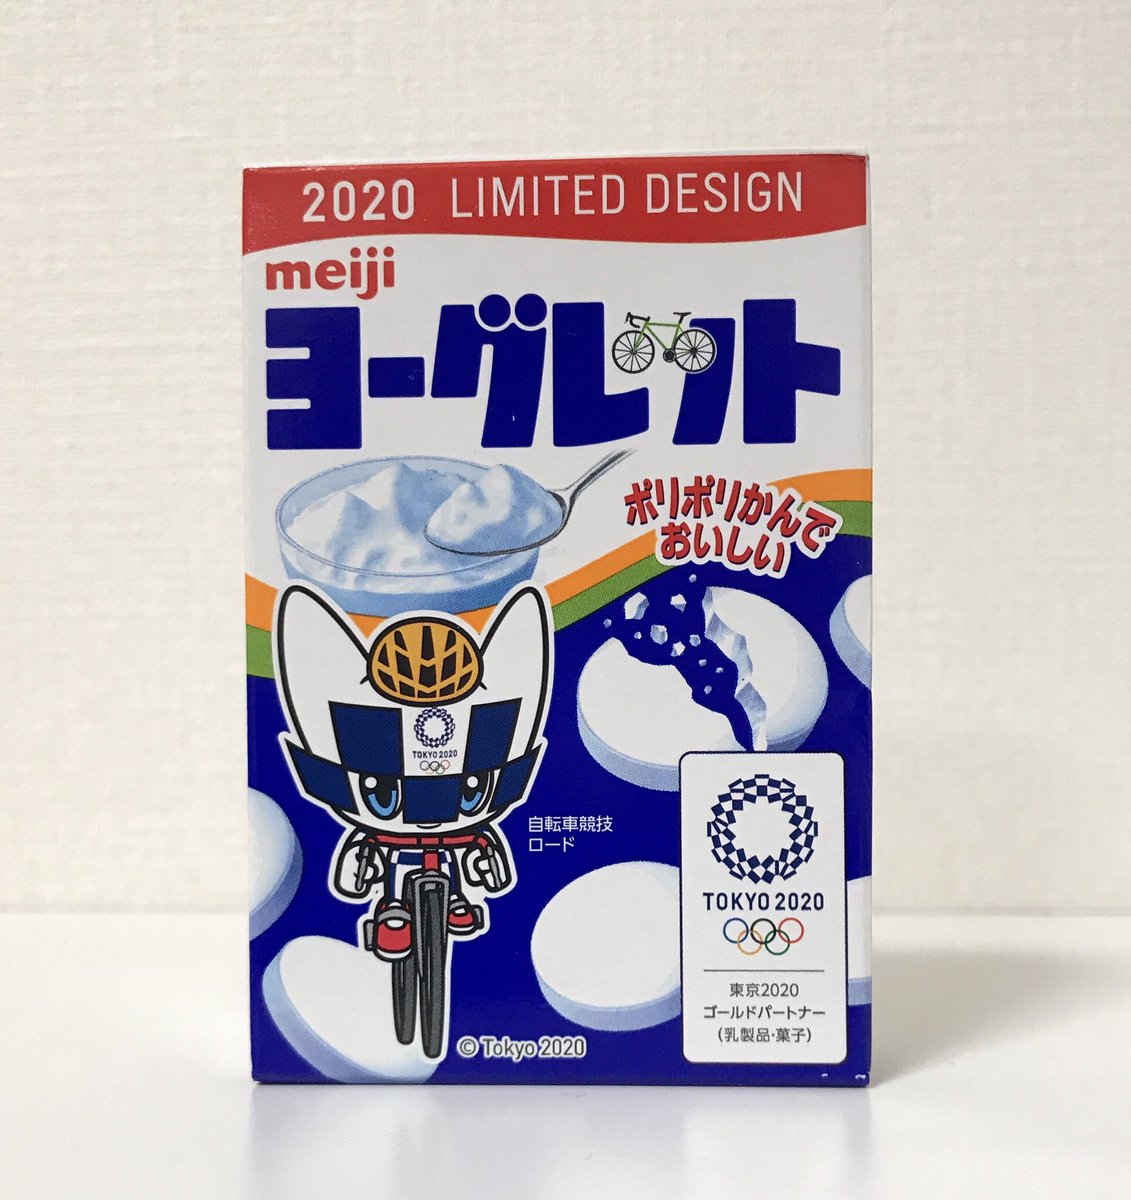 2020 LIMITED DESIGN
meiji
ヨーグレット
ポリポリかんで
おいしい
TOKYO 2020
自転車競技
ロード
TOKYO 2020
東京2020
ゴールドパートナー
(乳製品・菓子)
© Tokyo 2020